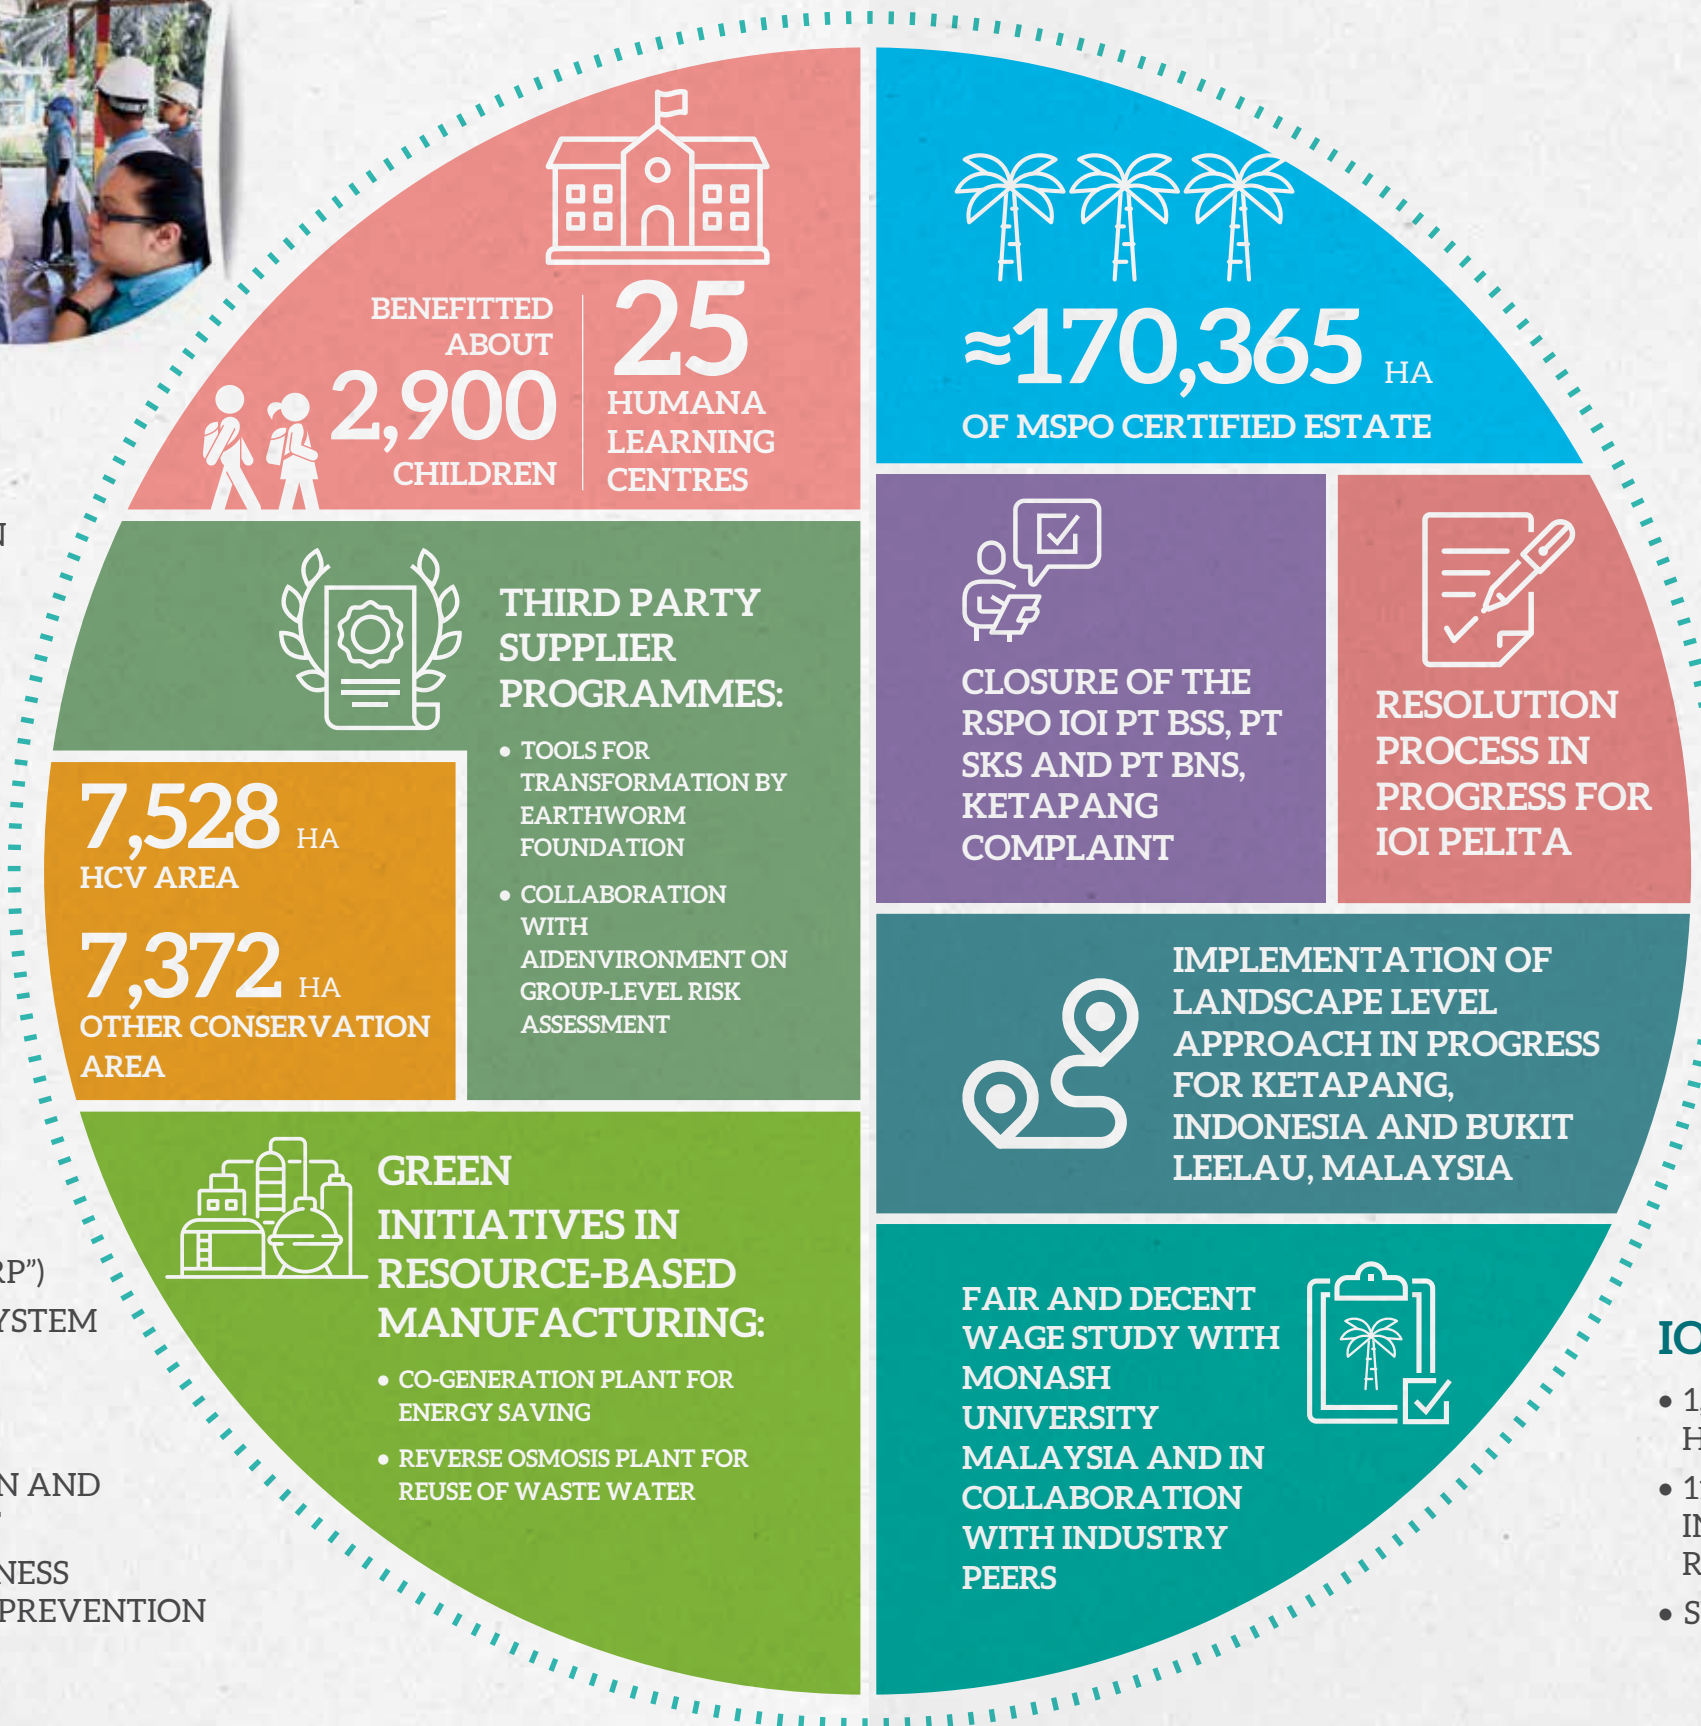 BENEFITTED
ABOUT
2,900
CHILDREN
25
HUMANA
LEARNING
CENTRES
≈170,365 HA
OF MSPO CERTIFIED ESTATE
THIRD PARTY
SUPPLIER
PROGRAMMES:
• TOOLS FOR
TRANSFORMATION BY
EARTHWORM
FOUNDATION
• COLLABORATION
WITH
AIDENVIRONMENT ON
GROUP-LEVEL RISK
ASSESSMENT
7,528 HA
HCV AREA
7,372 HA
OTHER CONSERVATION
AREA
CLOSURE OF THE
RSPO IOI PT BSS, PT
SKS AND PT BNS,
KETAPANG
COMPLAINT
RESOLUTION
PROCESS IN
PROGRESS FOR
IOI PELITA
IMPLEMENTATION OF
LANDSCAPE LEVEL
APPROACH IN PROGRESS
FOR KETAPANG,
INDONESIA AND BUKIT
LEELAU, MALAYSIA
GREEN
INITIATIVES IN
RESOURCE-BASED
MANUFACTURING:
• CO-GENERATION PLANT FOR
ENERGY SAVING
• REVERSE OSMOSIS PLANT FOR
REUSE OF WASTE WATER
FAIR AND DECENT
WAGE STUDY WITH
MONASH
UNIVERSITY
MALAYSIA AND IN
COLLABORATION
WITH INDUSTRY
PEERS
RP”)
YSTEM
N AND
NESS
PREVENTION
IO
• 1,
H
• 1
IN
R
• S